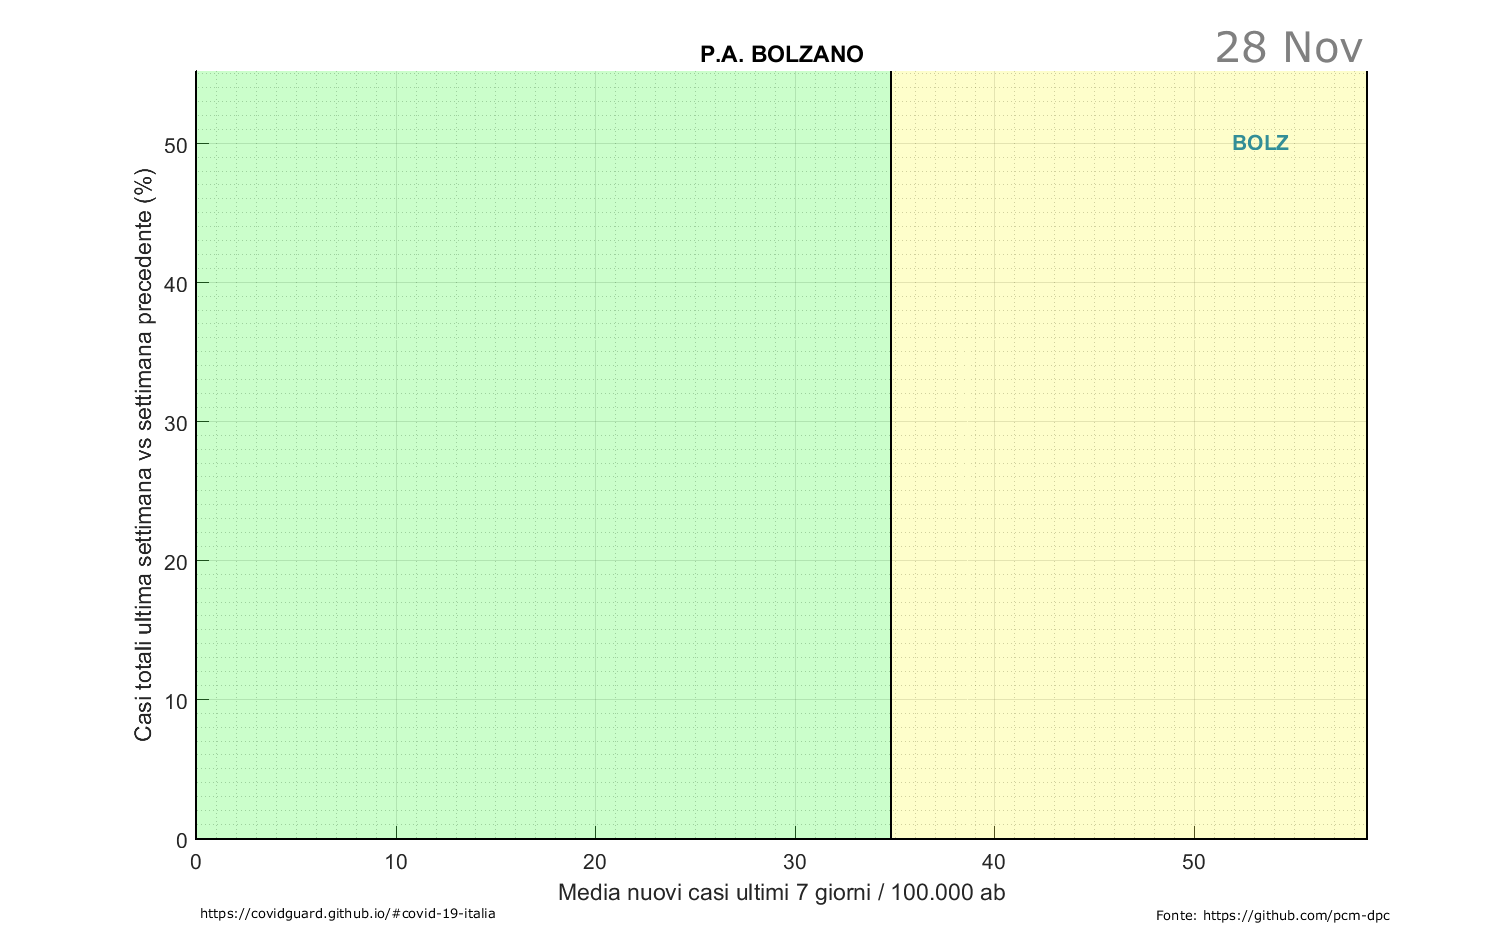 P.A. BOLZANO
28 Nov
BOLZ
50
40
30
20
10
0
Casi totali ultima settimana vs settimana precedente (%)
0 10 20 30 40 50
Media nuovi casi ultimi 7 giorni / 100.000 ab
https://covidguard.github.io/#covid-19-italia
Fonte: https://github.com/pcm-dpc